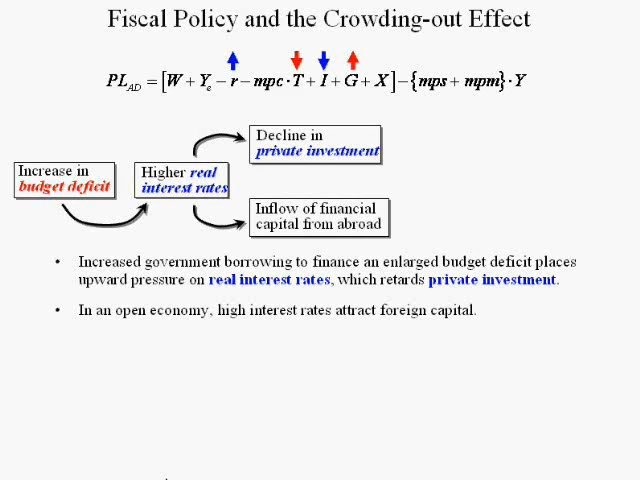 Fiscal Policy and the Crowding-out Effect
PL_AD = [W + Y_e − r − mpc · T + I + G + X] − {mps + mpm} · Y
Decline in
private investment
Increase in
budget deficit
Higher real
interest rates
Inflow of financial
capital from abroad
• Increased government borrowing to finance an enlarged budget deficit places
upward pressure on real interest rates, which retards private investment.
• In an open economy, high interest rates attract foreign capital.